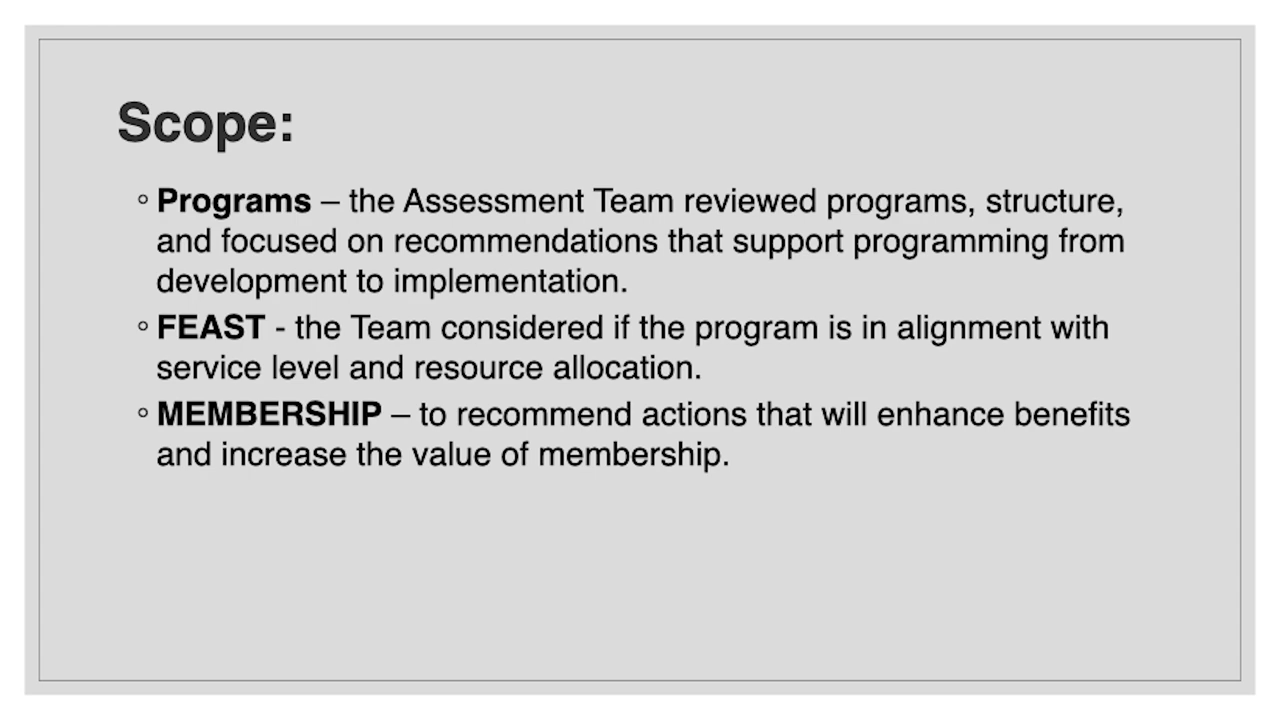 Scope:
◦ Programs – the Assessment Team reviewed programs, structure,
and focused on recommendations that support programming from
development to implementation.
◦ FEAST - the Team considered if the program is in alignment with
service level and resource allocation.
◦ MEMBERSHIP – to recommend actions that will enhance benefits
and increase the value of membership.